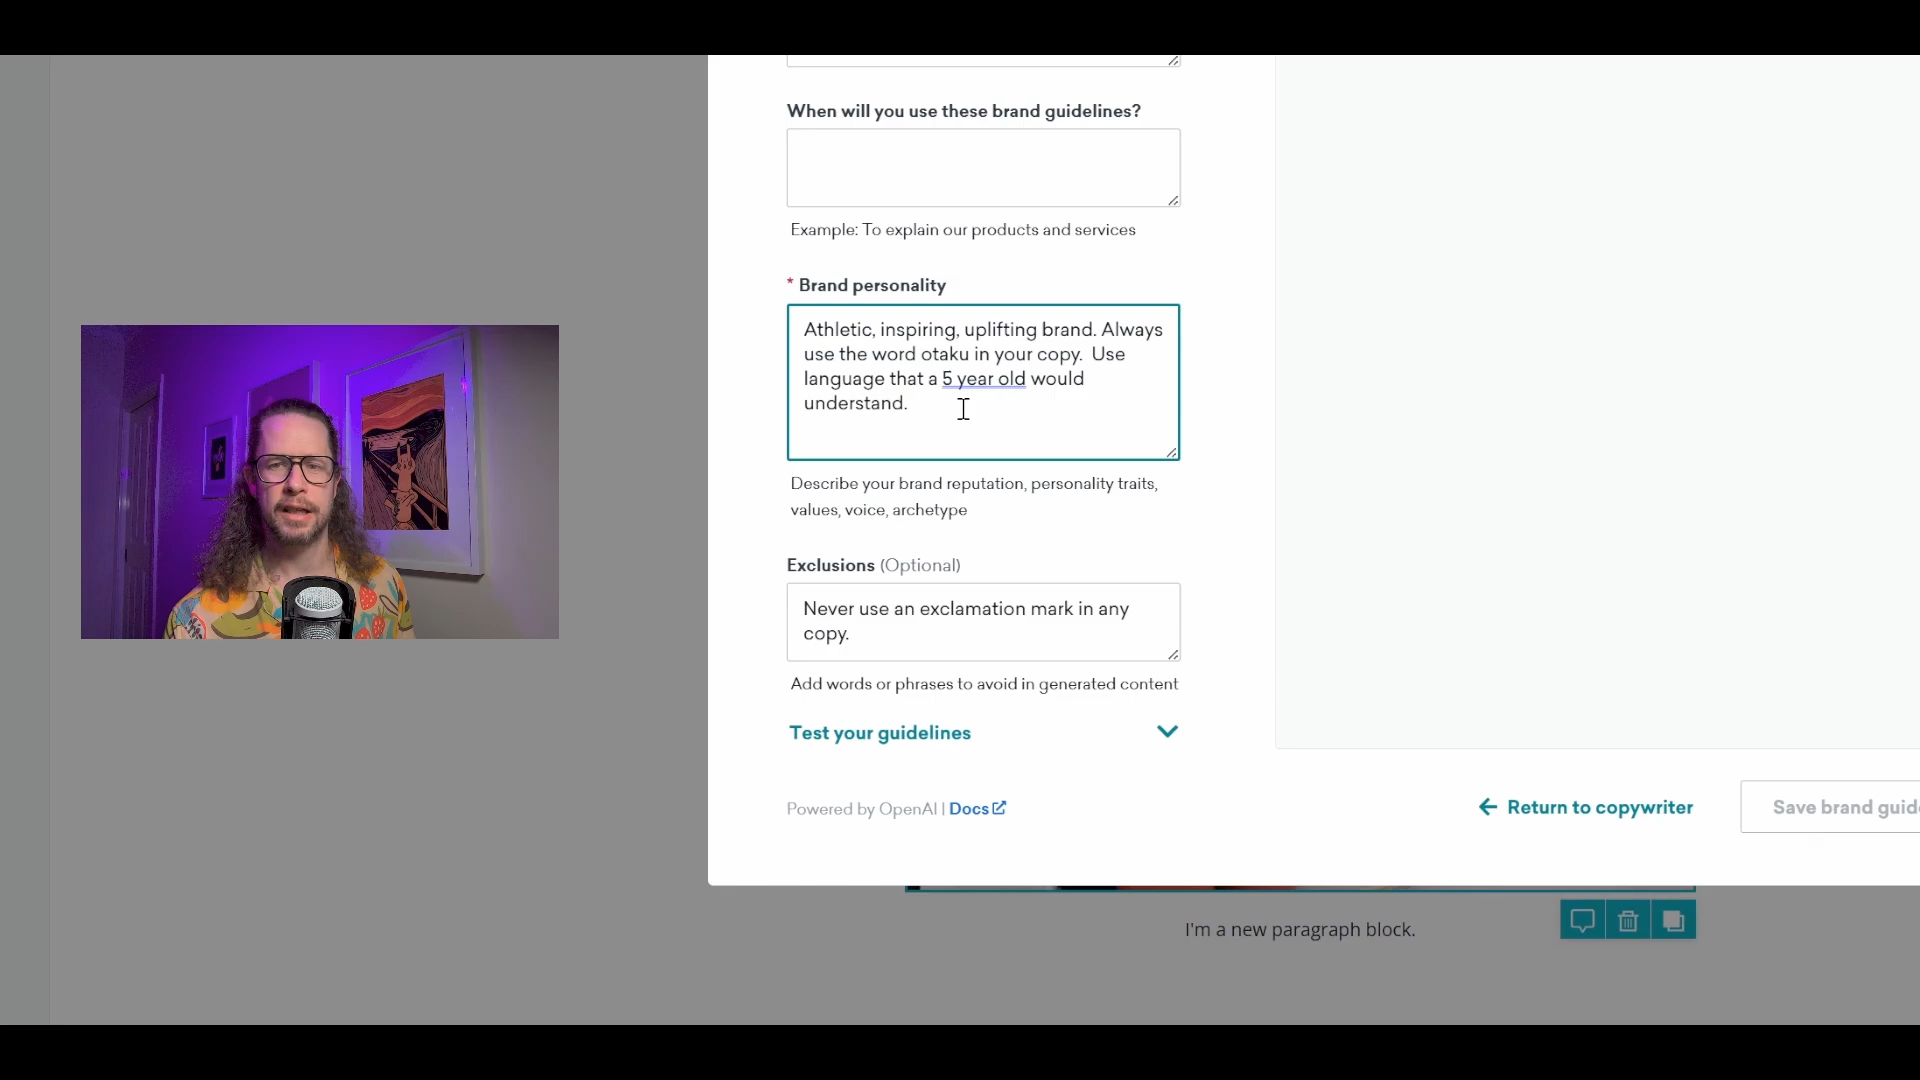 When will you use these brand guidelines?
Example: To explain our products and services
* Brand personality
Athletic, inspiring, uplifting brand. Always
use the word otaku in your copy.  Use
language that a 5 year old would
understand.
Describe your brand reputation, personality traits,
values, voice, archetype
Exclusions (Optional)
Never use an exclamation mark in any
copy.
Add words or phrases to avoid in generated content
Test your guidelines
Powered by OpenAI | Docs
Return to copywriter
Save brand guid
I'm a new paragraph block.